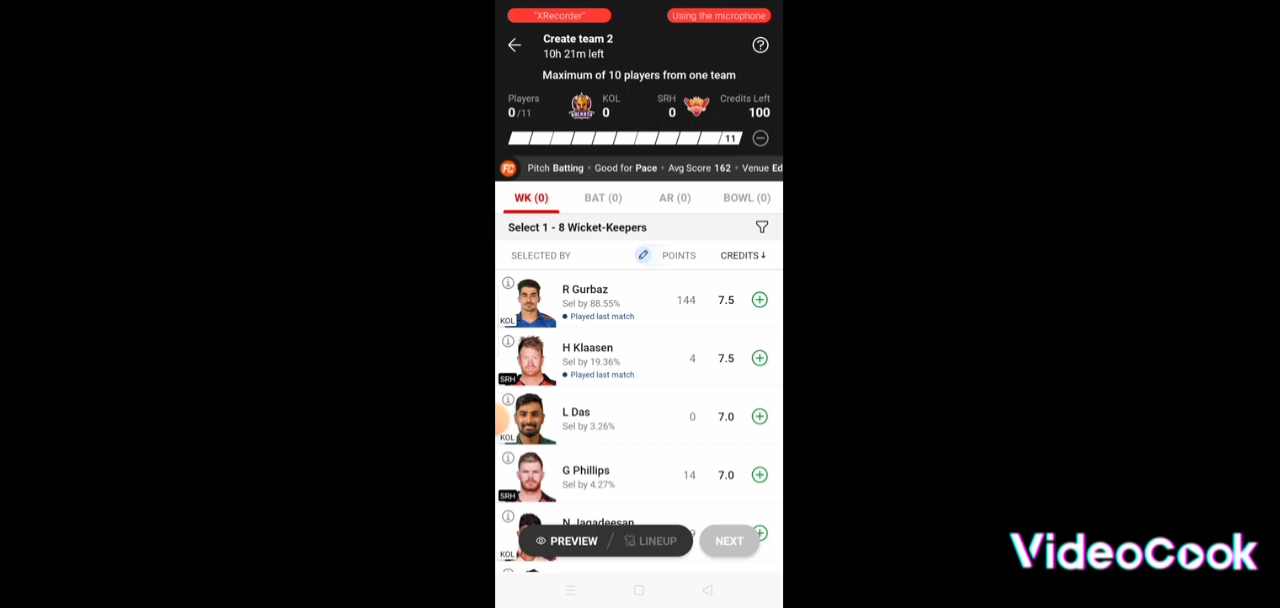 "XRecorder" Using the microphone
Create team 2
10h 21m left
Maximum of 10 players from one team
Players KOL SRH Credits Left
0/11 0 0 100
11
FC Pitch Batting • Good for Pace • Avg Score 162 • Venue Ed
WK (0) BAT (0) AR (0) BOWL (0)
Select 1 - 8 Wicket-Keepers
SELECTED BY POINTS CREDITS↓
R Gurbaz
Sel by 88.55% 144 7.5
KOL • Played last match
H Klaasen
Sel by 19.36% 4 7.5
SRH • Played last match
L Das 0 7.0
Sel by 3.26%
KOL
G Phillips 14 7.0
Sel by 4.27%
SRH
N Jagadeesan
PREVIEW / LINEUP NEXT
KOL
VideoCook